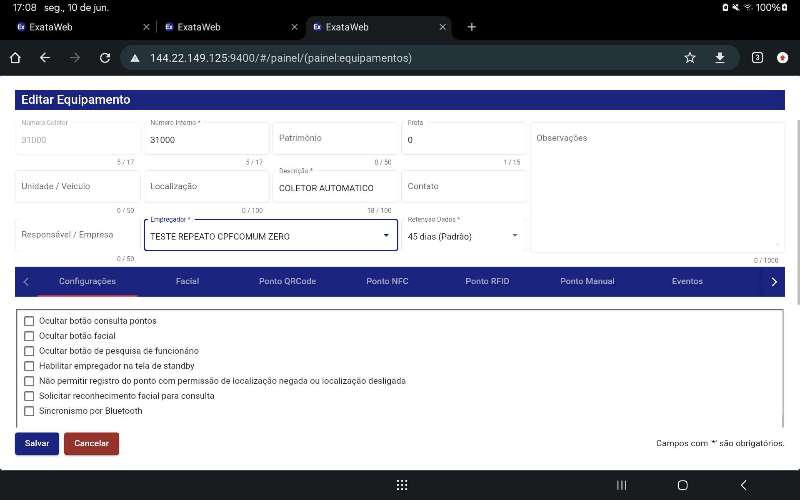 17:08 seg., 10 de jun. 100%
ExataWeb ExataWeb ExataWeb
144.22.149.125:9400/#/painel/(painel:equipamentos) 3
Editar Equipamento
Número Coletor Número Interno * Frota
31000 31000 Patrimônio 0 Observações
5 / 17 5 / 17 0 / 50 1 / 15
Descrição *
Unidade / Veículo Localização COLETOR AUTOMATICO Contato
0 / 50 0 / 100 18 / 100
Empregador * Retenção Dados *
Responsável / Empresa TESTE REPEATO CPFCOMUM ZERO 45 dias (Padrão)
0 / 50 0 / 1000
Configurações Facial Ponto QRCode Ponto NFC Ponto RFID Ponto Manual Eventos
Ocultar botão consulta pontos
Ocultar botão facial
Ocultar botão de pesquisa de funcionário
Habilitar empregador na tela de standby
Não permitir registro do ponto com permissão de localização negada ou localização desligada
Solicitar reconhecimento facial para consulta
Sincronismo por Bluetooth
Salvar Cancelar Campos com '*' são obrigatórios.